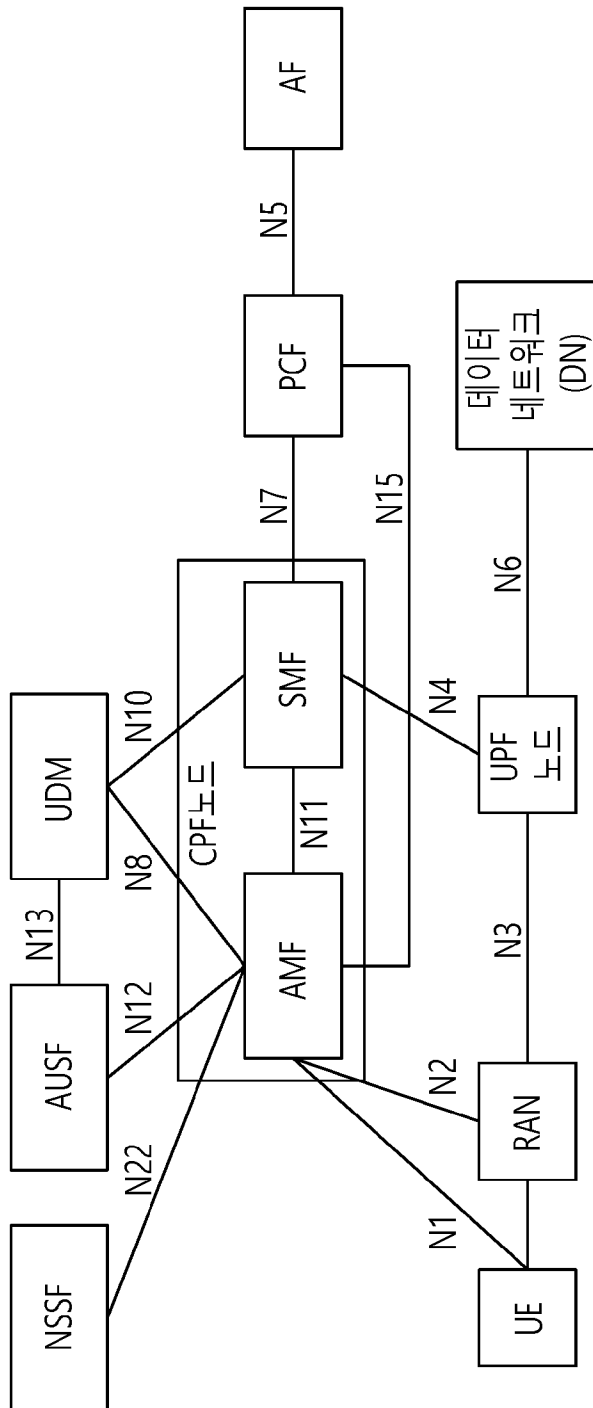 NSSF
AUSF
N13
UDM
N22
N12
N8
N10
CPF노드
AMF
N11
SMF
N7
PCF
N5
AF
N1
N2
N4
N15
UE
RAN
N3
UPF
노드
N6
데이터
네트워크
(DN)